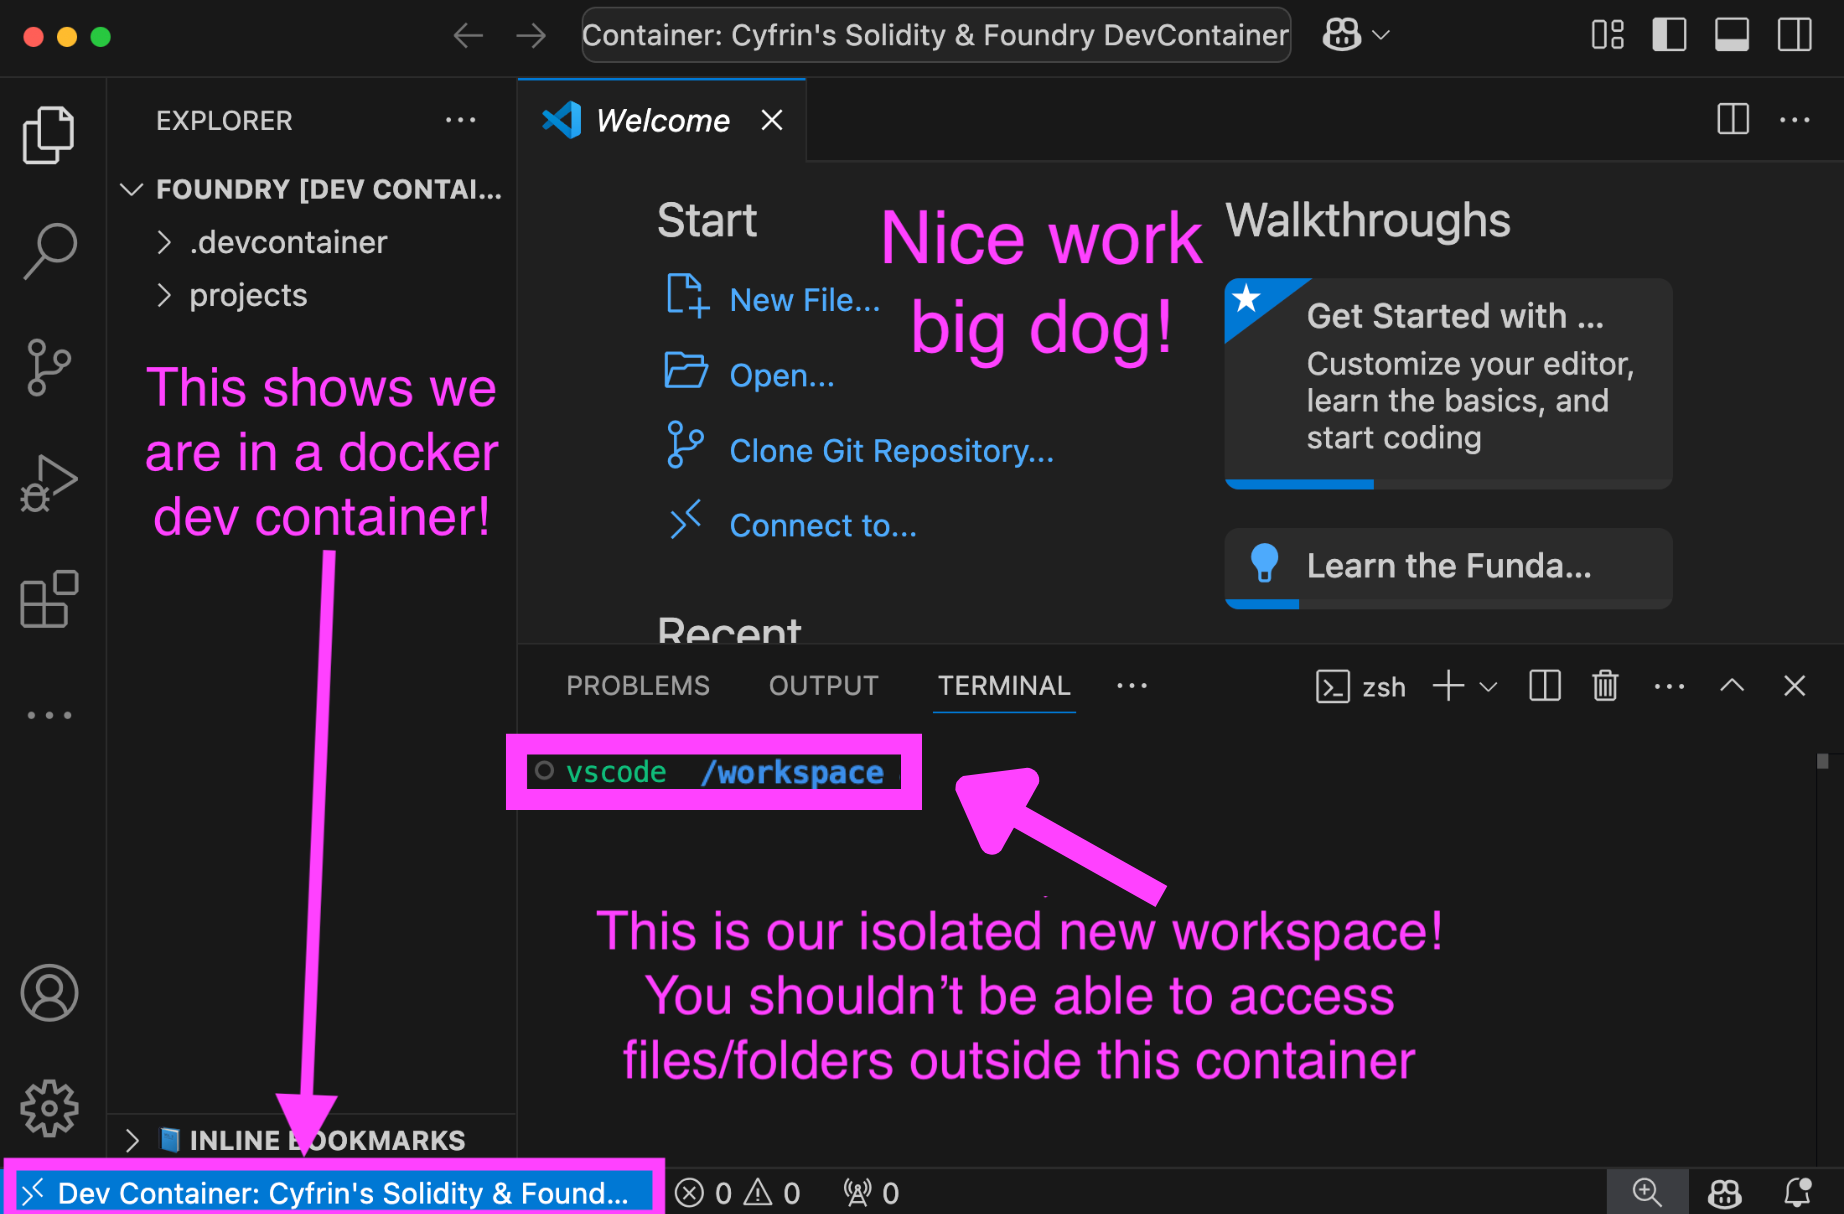 Container: Cyfrin's Solidity & Foundry DevContainer
EXPLORER
Welcome
FOUNDRY [DEV CONTAI...
.devcontainer
projects
This shows we
are in a docker
dev container!
Start
New File...
Open...
Clone Git Repository...
Connect to...
Recent
Nice work
big dog!
Walkthroughs
Get Started with ...
Customize your editor,
learn the basics, and
start coding
Learn the Funda...
PROBLEMS OUTPUT TERMINAL
zsh
vscode /workspace
This is our isolated new workspace!
You shouldn’t be able to access
files/folders outside this container
INLINE BOOKMARKS
Dev Container: Cyfrin's Solidity & Found... 0 0 0